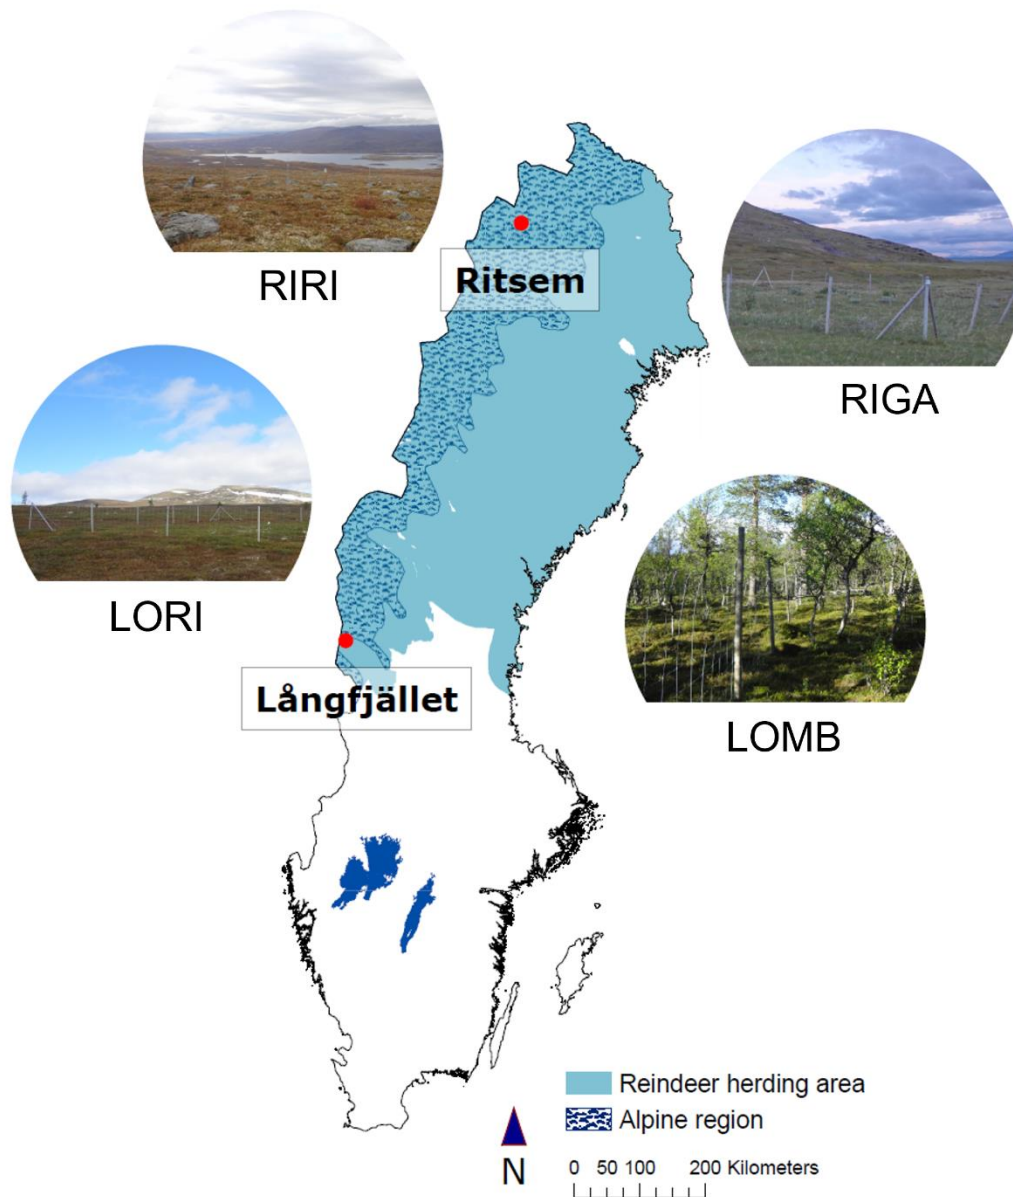 RIRI
Ritsem
RIGA
LORI
Långfjället
LOMB
Reindeer herding area
Alpine region
N
0 50 100 200 Kilometers